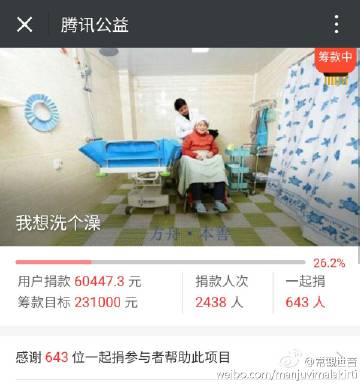 腾讯公益
筹款中
我想洗个澡
方舟·本善
26.2%
用户捐款 60447.3 元
捐款人次
一起捐
筹款目标 231000 元
2438 人
643 人
感谢 643 位一起捐参与者帮助此项目
@常觀世音
weibo.com/manjuvimalakirti